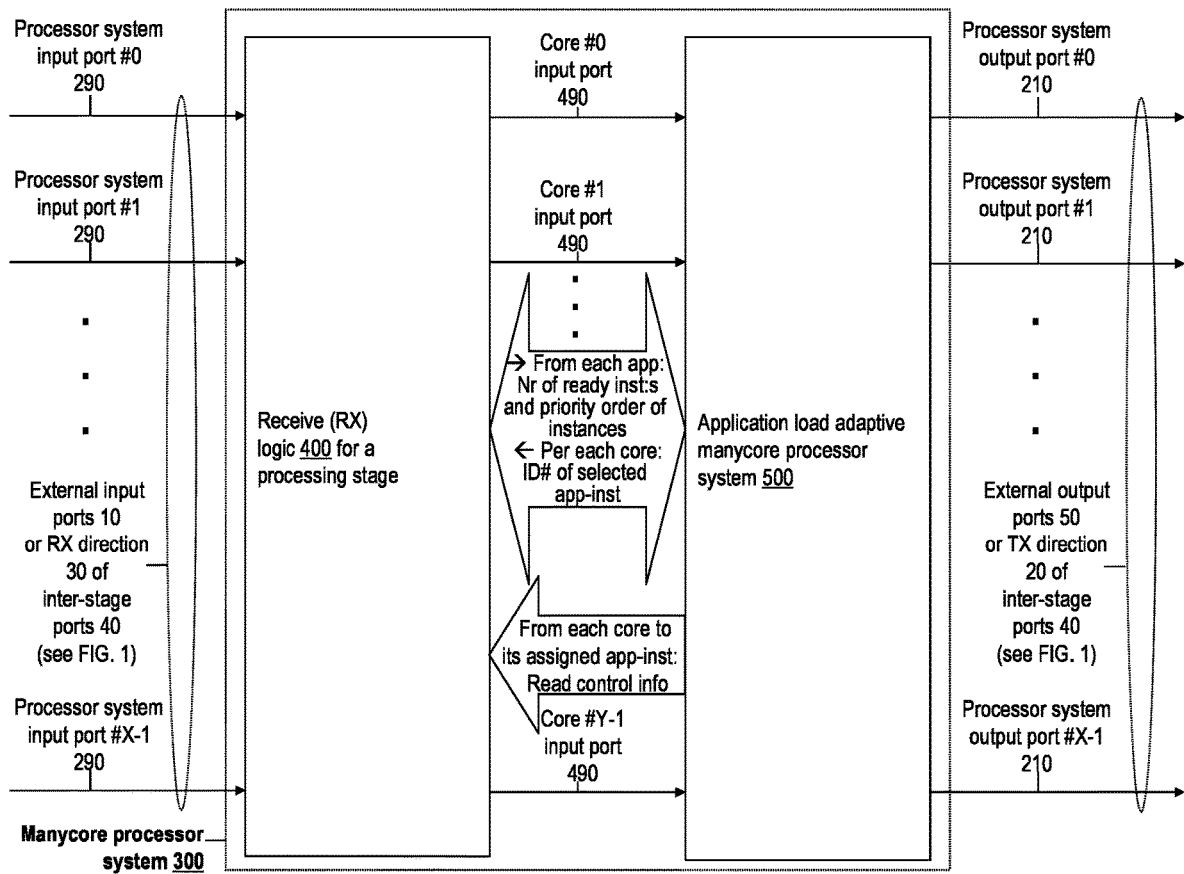 Processor system
input port #0
290
Core #0
input port
490
Processor system
output port #0
210
Processor system
input port #1
290
Core #1
input port
490
Processor system
output port #1
210
→ From each app:
Nr of ready inst:s
and priority order of
instances
← Per each core:
ID# of selected
app-inst
Receive (RX)
logic 400 for a
processing stage
Application load adaptive
manycore processor
system 500
External input
ports 10
or RX direction
30 of
inter-stage
ports 40
(see FIG. 1)
External output
ports 50
or TX direction
20 of
inter-stage
ports 40
(see FIG. 1)
From each core to
its assigned app-inst:
Read control info
Processor system
input port #X-1
290
Core #Y-1
input port
490
Processor system
output port #X-1
210
Manycore processor
system 300